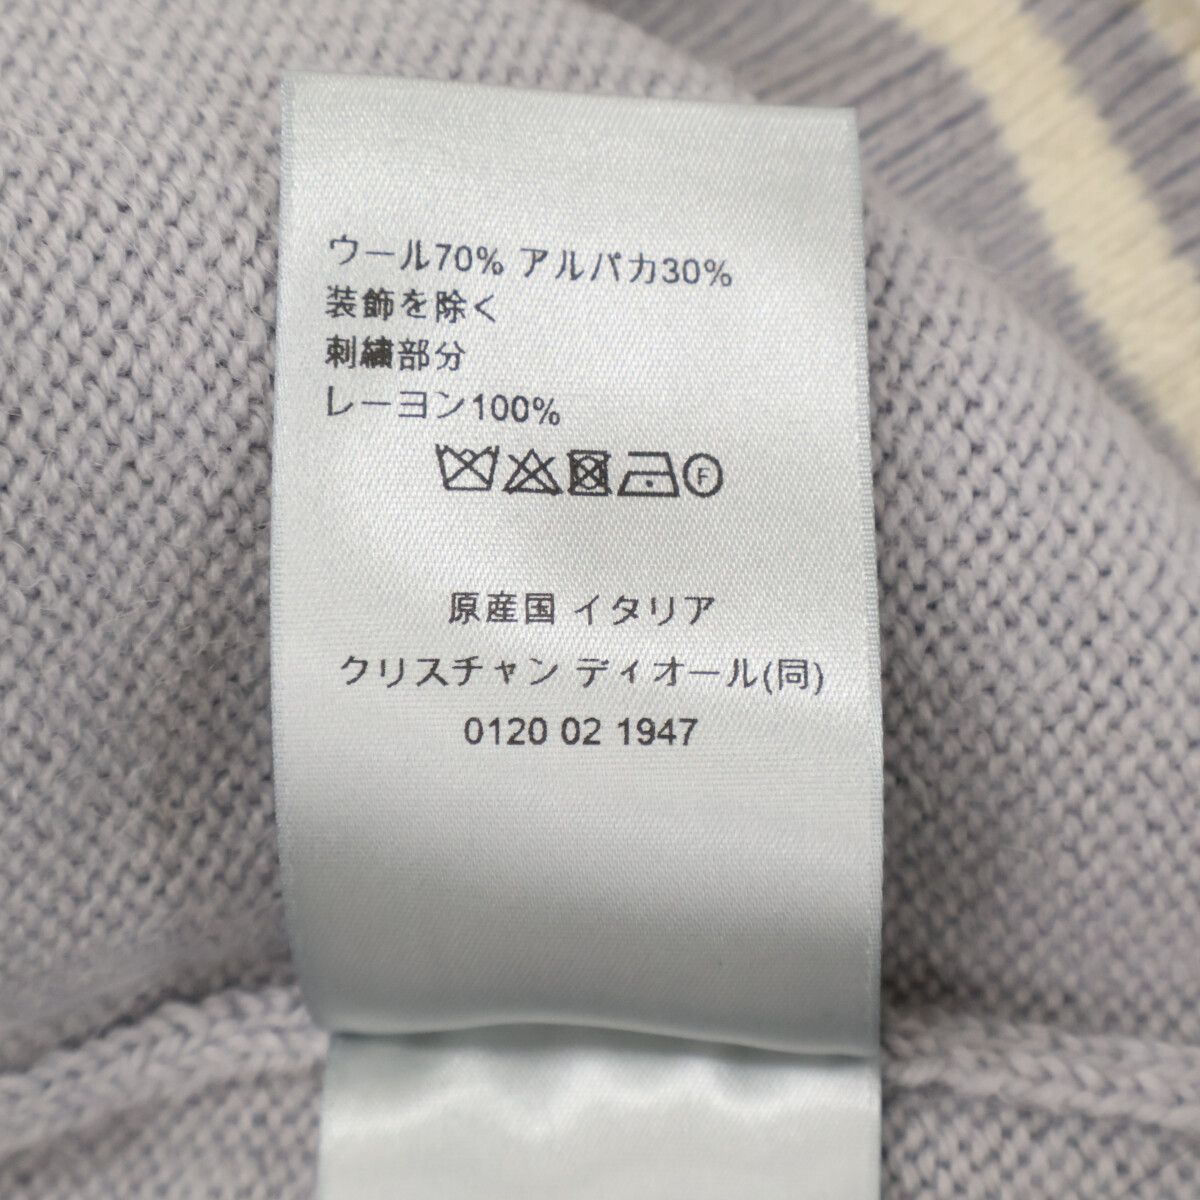 ウール70% アルパカ30%
装飾を除く
刺繍部分
レーヨン100%
F
原産国 イタリア
クリスチャン ディオール(同)
0120 02 1947